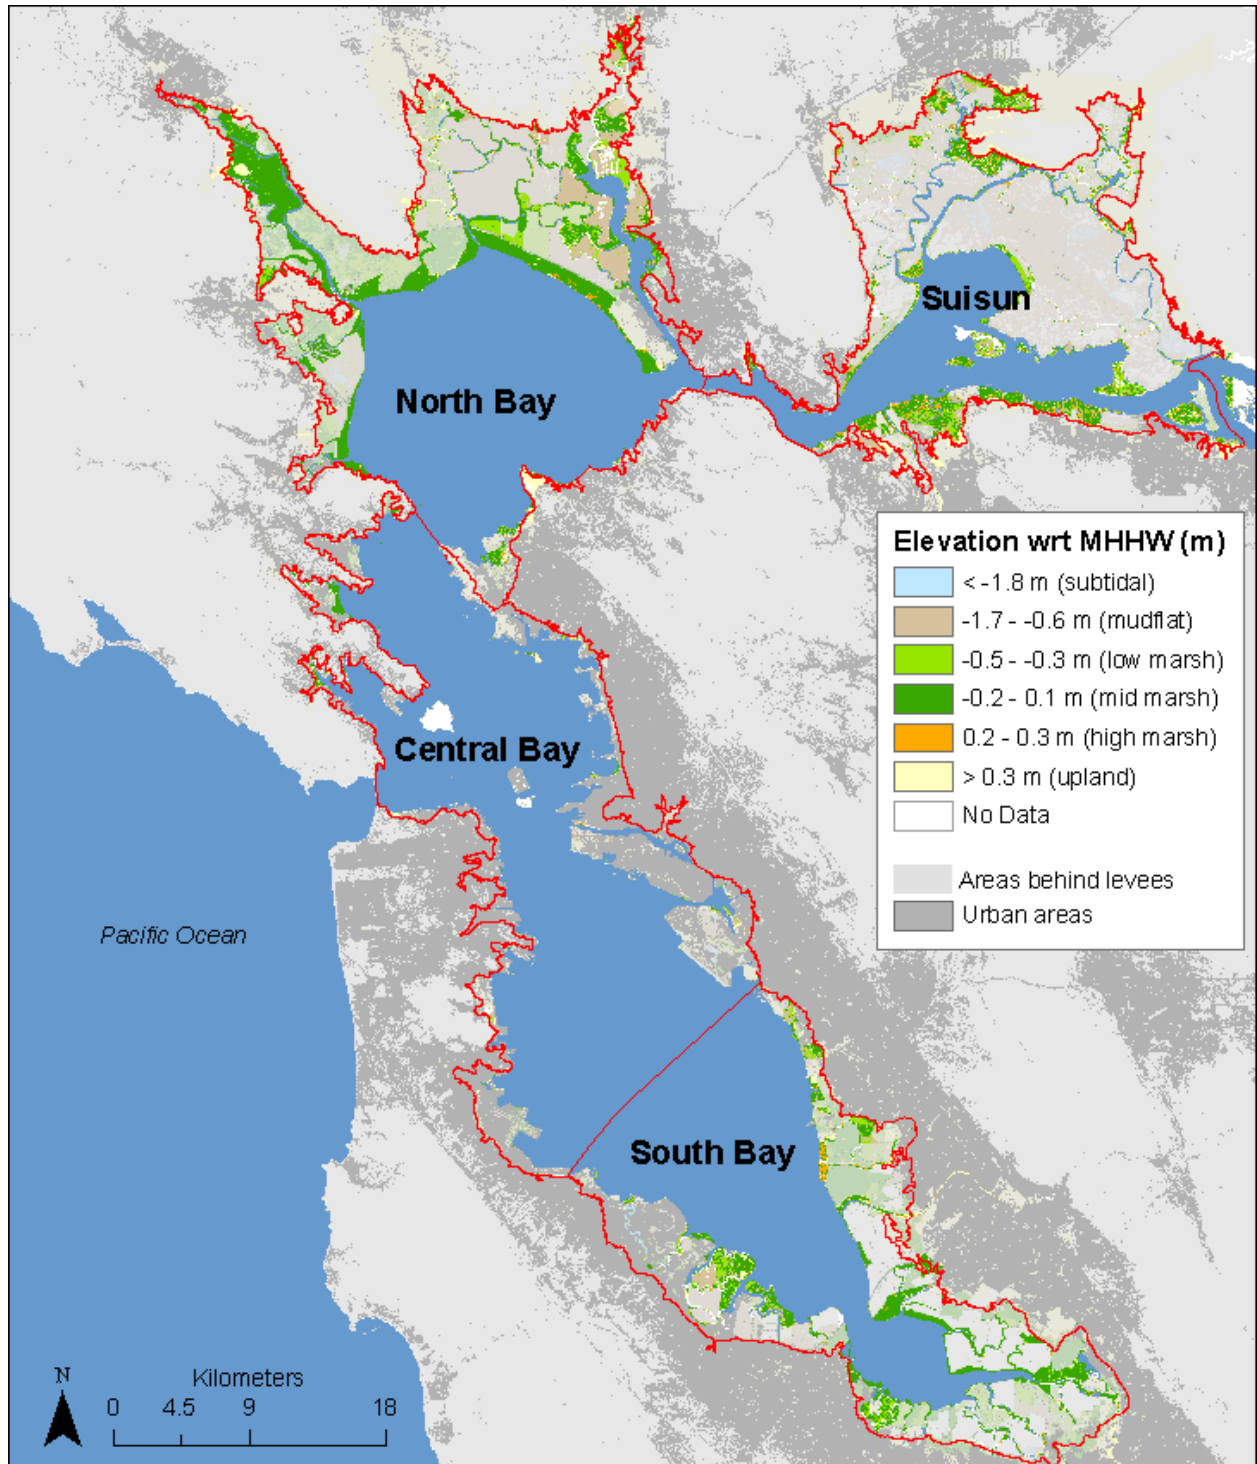 Suisun
North Bay
Elevation wrt MHHW (m)
< -1.8 m (subtidal)
-1.7 - -0.6 m (mudflat)
-0.5 - -0.3 m (low marsh)
-0.2 - 0.1 m (mid marsh)
0.2 - 0.3 m (high marsh)
> 0.3 m (upland)
No Data
Areas behind levees
Urban areas
Central Bay
Pacific Ocean
South Bay
N
Kilometers
0 4.5 9 18